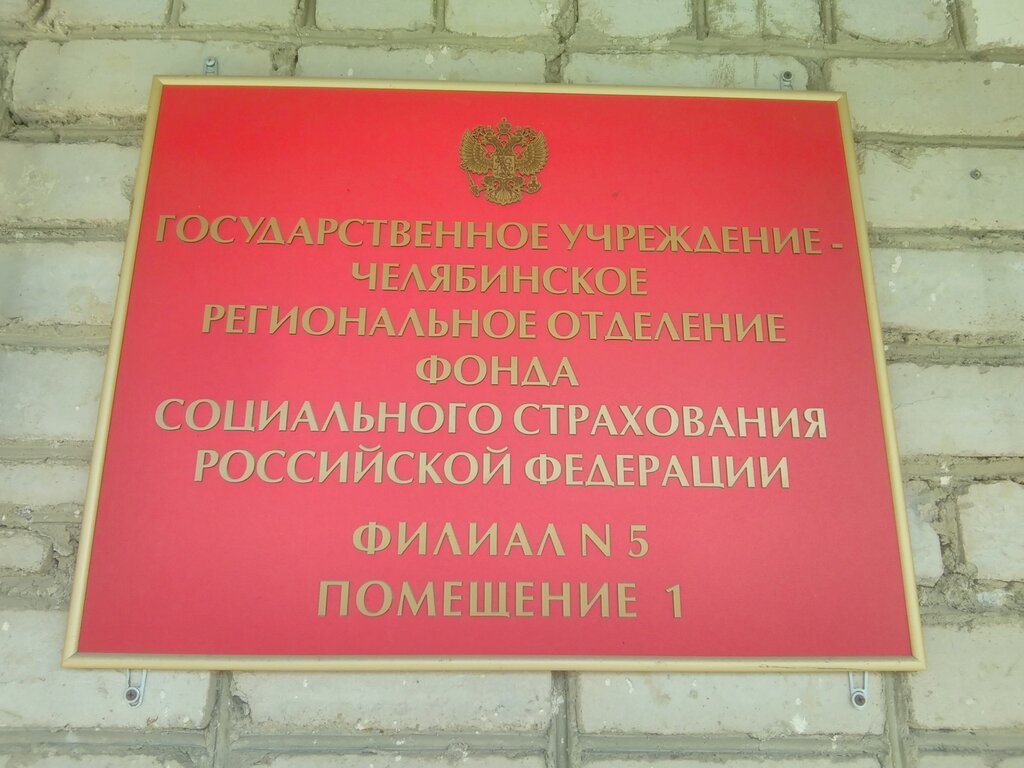 ГОСУДАРСТВЕННОЕ УЧРЕЖДЕНИЕ -
ЧЕЛЯБИНСКОЕ
РЕГИОНАЛЬНОЕ ОТДЕЛЕНИЕ
ФОНДА
СОЦИАЛЬНОГО СТРАХОВАНИЯ
РОССИЙСКОЙ ФЕДЕРАЦИИ
ФИЛИАЛ N 5
ПОМЕЩЕНИЕ 1